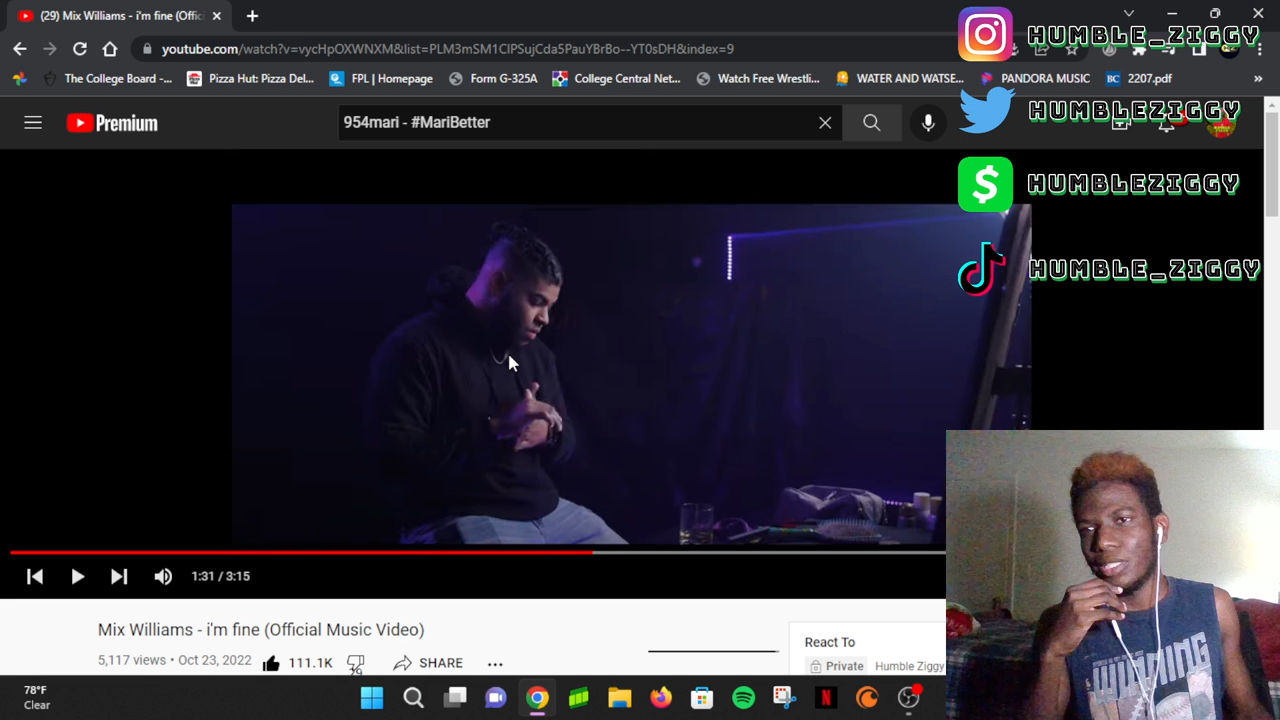 (29) Mix Williams - i'm fine (Offic
youtube.com/watch?v=vycHpOXWNXM&list=PLM3mSM1ClPSujCda5PauYBrBo--YT0sDH&index=9
The College Board -...
Pizza Hut: Pizza Del...
FPL | Homepage
Form G-325A
College Central Net...
Watch Free Wrestli...
WATER AND WATSE...
PANDORA MUSIC
BC 2207.pdf
»
Premium
954mari - #MariBetter
HUMBLE_ZIGGY
HUMBLEZIGGY
$ HUMBLEZIGGY
HUMBLE_ZIGGY
1:31 / 3:15
Mix Williams - i'm fine (Official Music Video)
5,117 views • Oct 23, 2022
111.1K
SHARE
React To
Private
Humble Ziggy
78°F
Clear
N